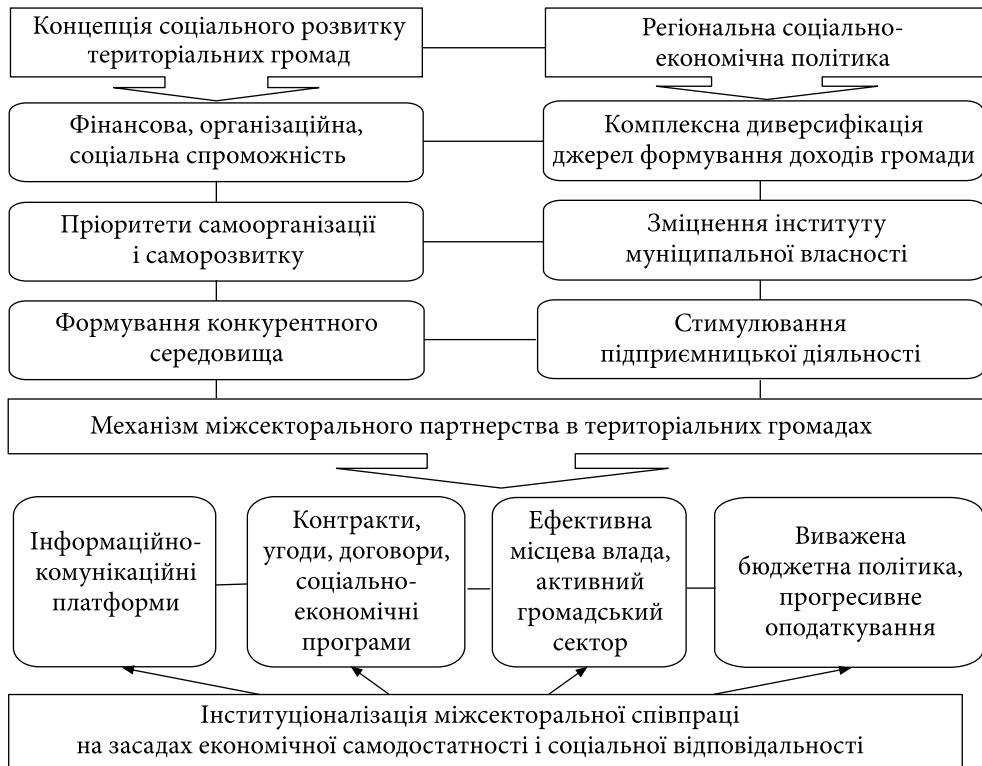 Концепція соціального розвитку
територіальних громад
Регіональна соціально-
економічна політика
Фінансова, організаційна,
соціальна спроможність
Комплексна диверсифікація
джерел формування доходів громади
Пріоритети самоорганізації
і саморозвитку
Зміцнення інституту
муніципальної власності
Формування конкурентного
середовища
Стимулювання
підприємницької діяльності
Механізм міжсекторального партнерства в територіальних громадах
Інформаційно-
комунікаційні
платформи
Контракти,
угоди, договори,
соціально-
економічні
програми
Ефективна
місцева влада,
активний
громадський
сектор
Виважена
бюджетна політика,
прогресивне
оподаткування
Інституціоналізація міжсекторальної співпраці
на засадах економічної самодостатності і соціальної відповідальності